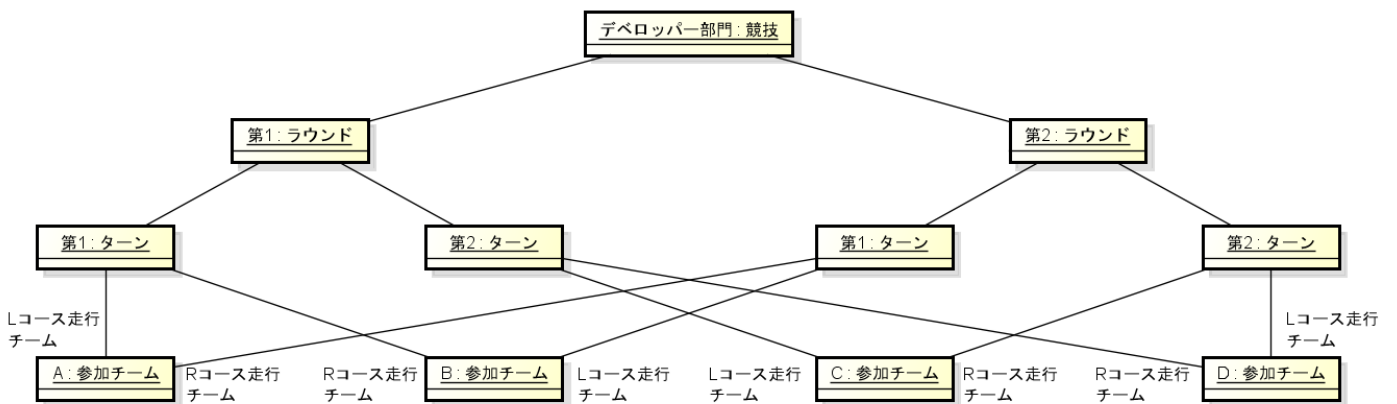 デベロッパー部門 : 競技
第1 : ラウンド
第2 : ラウンド
第1 : ターン
第2 : ターン
第1 : ターン
第2 : ターン
Lコース走行
チーム
Lコース走行
チーム
A : 参加チーム
Rコース走行
チーム
Rコース走行
チーム
B : 参加チーム
Lコース走行
チーム
Lコース走行
チーム
C : 参加チーム
Rコース走行
チーム
Rコース走行
チーム
D : 参加チーム